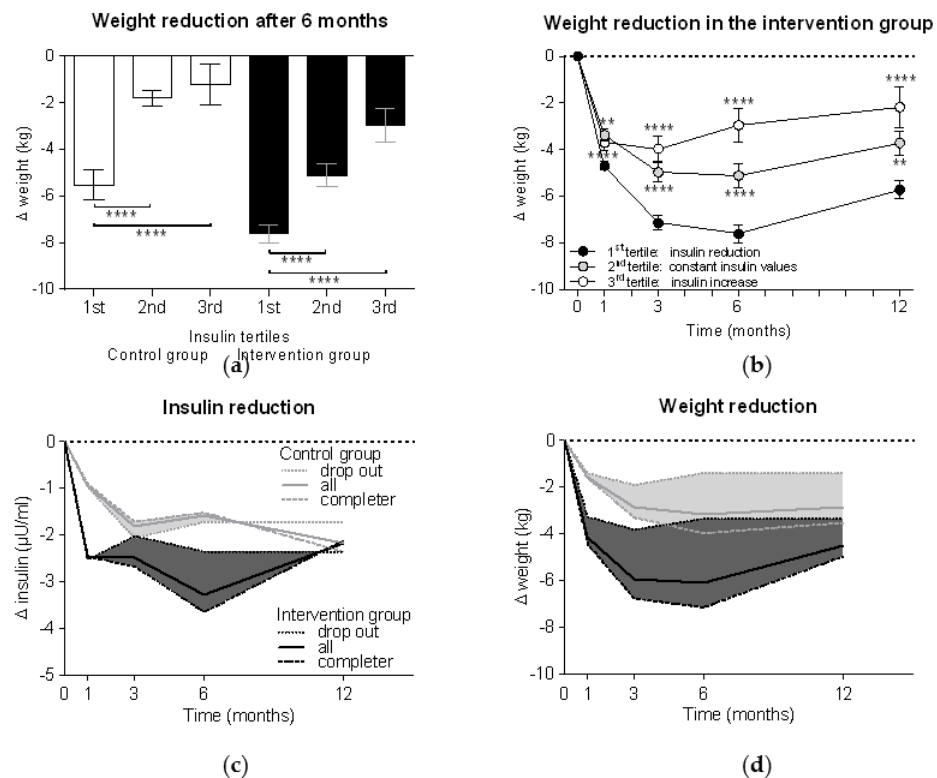 Weight reduction after 6 months
Δ weight (kg)
0
-2
-4
-6
-8
-10
****
****
****
****
1st 2nd 3rd 1st 2nd 3rd
Insulin tertiles
Control group Intervention group
(a)
Weight reduction in the intervention group
Δ weight (kg)
0
-2
-4
-6
-8
-10
**
****
****
****
****
****
****
**
1st tertile: insulin reduction
2nd tertile: constant insulin values
3rd tertile: insulin increase
0 1 3 6 12
Time (months)
(b)
Insulin reduction
Δ insulin (µU/ml)
0
-1
-2
-3
-4
-5
Control group
drop out
all
completer
Intervention group
drop out
all
completer
0 1 3 6 12
Time (months)
(c)
Weight reduction
Δ weight (kg)
0
-2
-4
-6
-8
-10
0 1 3 6 12
Time (months)
(d)